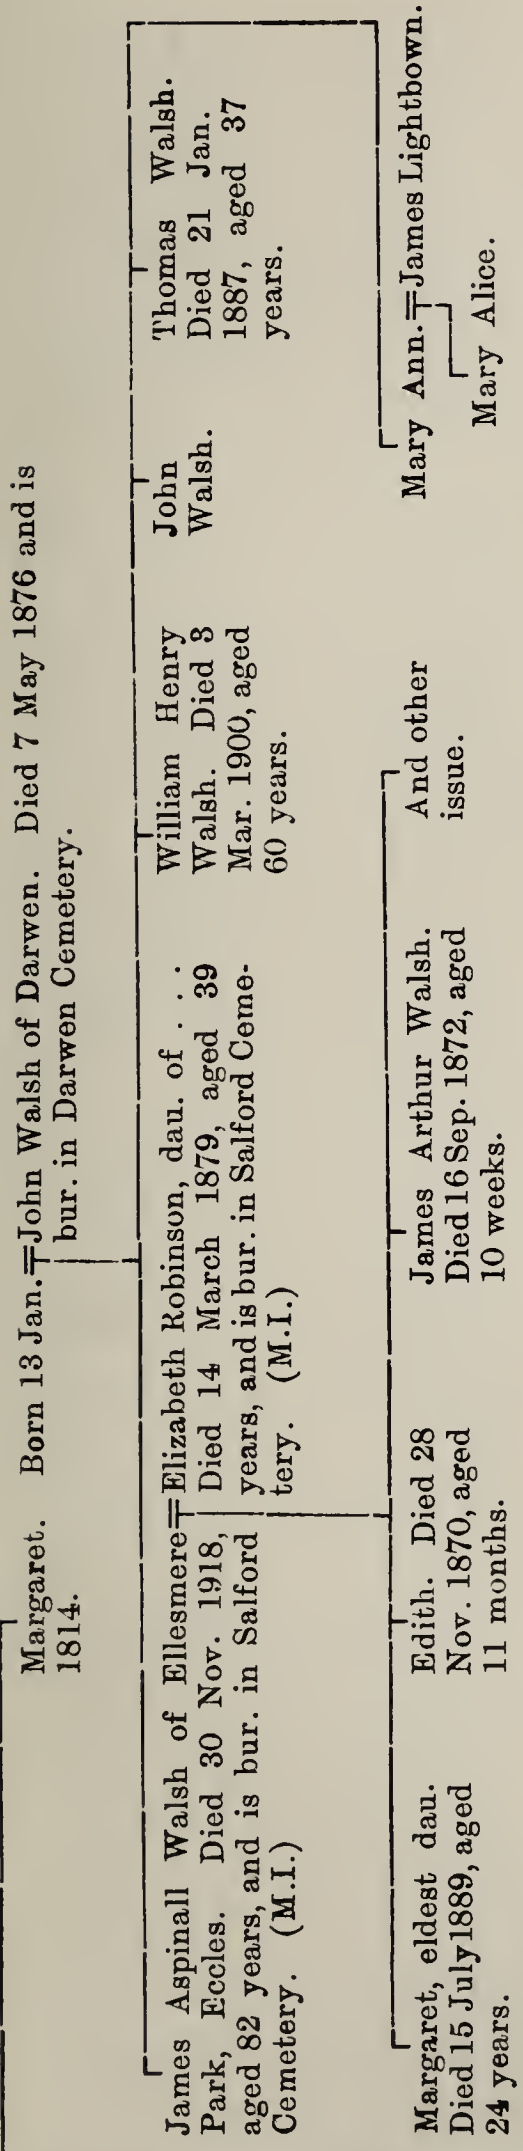 Margaret. Born 13 Jan.
1814.
John Walsh of Darwen. Died 7 May 1876 and is
bur. in Darwen Cemetery.
James Aspinall Walsh of Ellesmere
Park, Eccles. Died 30 Nov. 1918,
aged 82 years, and is bur. in Salford
Cemetery. (M.I.)
Elizabeth Robinson, dau. of . . .
Died 14 March 1879, aged 39
years, and is bur. in Salford Ceme-
tery. (M.I.)
William Henry
Walsh. Died 3
Mar. 1900, aged
60 years.
John
Walsh.
Thomas Walsh.
Died 21 Jan.
1887, aged 37
years.
Margaret, eldest dau.
Died 15 July 1889, aged
24 years.
Edith. Died 28
Nov. 1870, aged
11 months.
James Arthur Walsh.
Died 16 Sep. 1872, aged
10 weeks.
And other
issue.
Mary Ann.=James Lightbown.
Mary Alice.